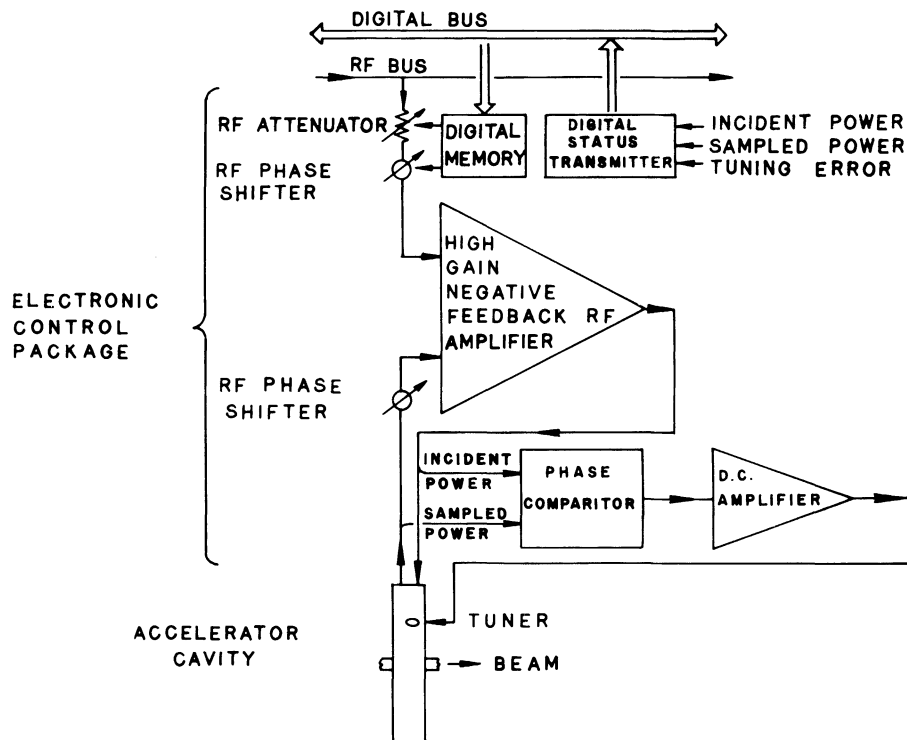 DIGITAL BUS
RF BUS
RF ATTENUATOR
DIGITAL
MEMORY
DIGITAL
STATUS
TRANSMITTER
INCIDENT POWER
SAMPLED POWER
TUNING ERROR
RF PHASE
SHIFTER
HIGH
GAIN
NEGATIVE
FEEDBACK RF
AMPLIFIER
ELECTRONIC
CONTROL
PACKAGE
RF PHASE
SHIFTER
INCIDENT
POWER
SAMPLED
POWER
PHASE
COMPARITOR
D.C.
AMPLIFIER
ACCELERATOR
CAVITY
TUNER
BEAM